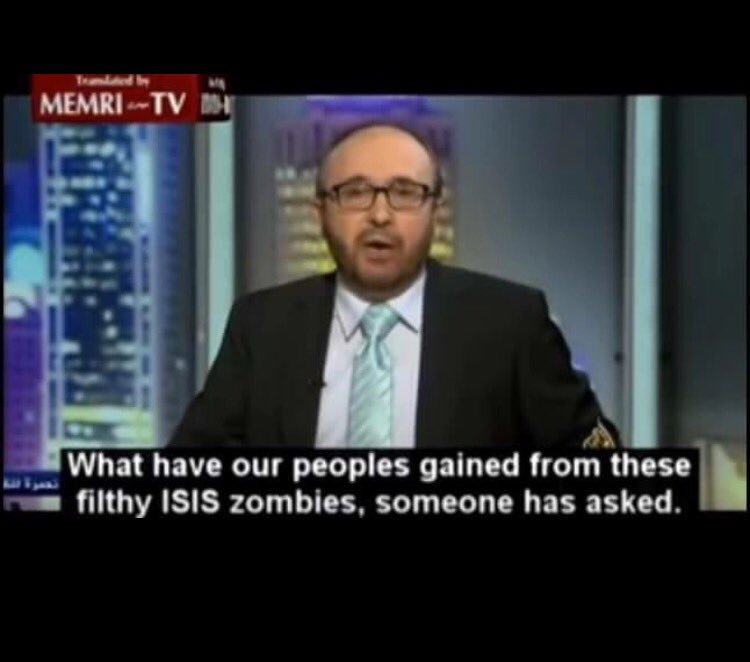 Translated by
MEMRI TV
What have our peoples gained from these
filthy ISIS zombies, someone has asked.